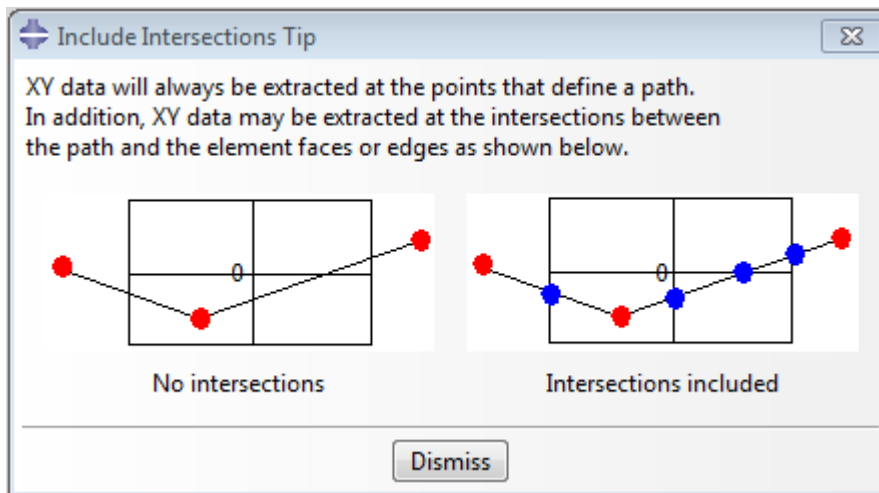 Include Intersections Tip
XY data will always be extracted at the points that define a path.
In addition, XY data may be extracted at the intersections between
the path and the element faces or edges as shown below.
0
0
No intersections
Intersections included
Dismiss